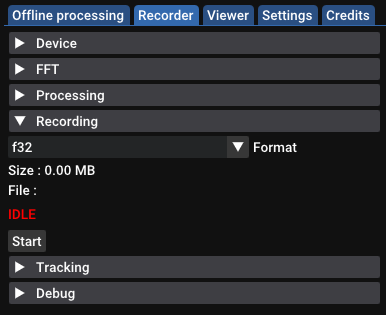 Offline processing Recorder Viewer Settings Credits
Device
FFT
Processing
Recording
f32 Format
Size : 0.00 MB
File :
IDLE
Start
Tracking
Debug